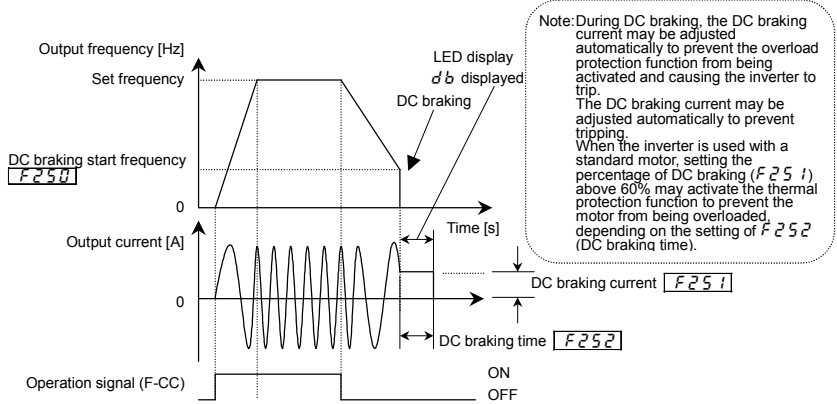 Output frequency [Hz]
Set frequency
DC braking start frequency
F250
0
LED display
db displayed
DC braking
Time [s]
Output current [A]
0
DC braking current F251
DC braking time F252
Operation signal (F-CC)
ON
OFF
Note:During DC braking, the DC braking
current may be adjusted
automatically to prevent the overload
protection function from being
activated and causing the inverter to
trip.
The DC braking current may be
adjusted automatically to prevent
tripping.
When the inverter is used with a
standard motor, setting the
percentage of DC braking (F251)
above 60% may activate the thermal
protection function to prevent the
motor from being overloaded,
depending on the setting of F252
(DC braking time).